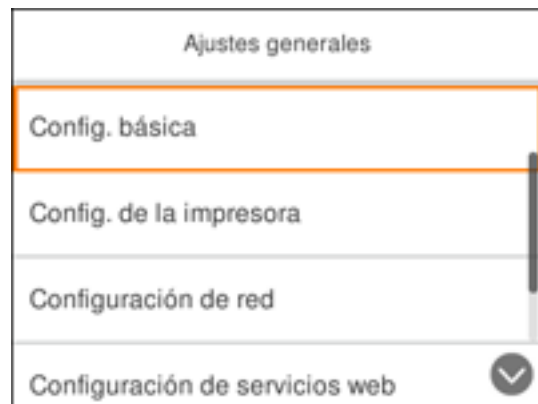 Ajustes generales
Config. básica
Config. de la impresora
Configuración de red
Configuración de servicios web